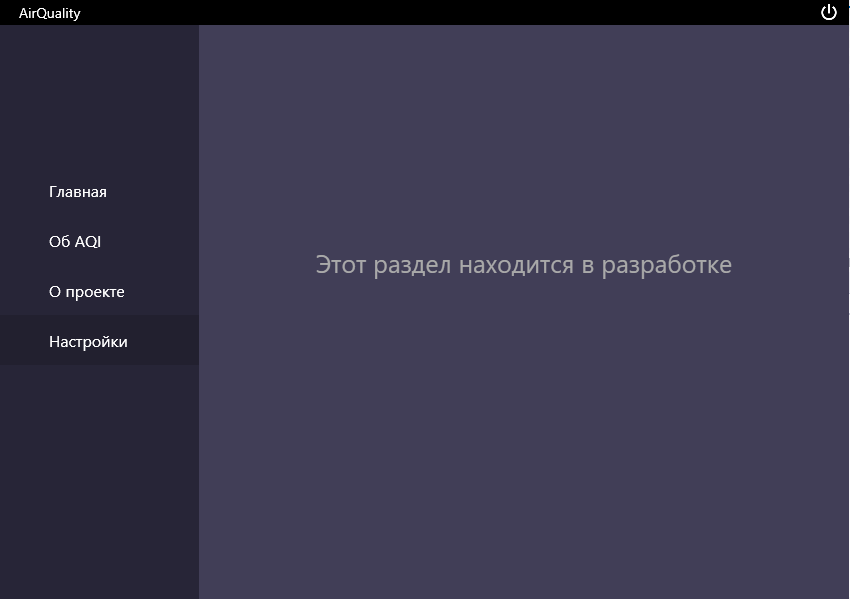 AirQuality
Главная
Об AQI
О проекте
Настройки
Этот раздел находится в разработке